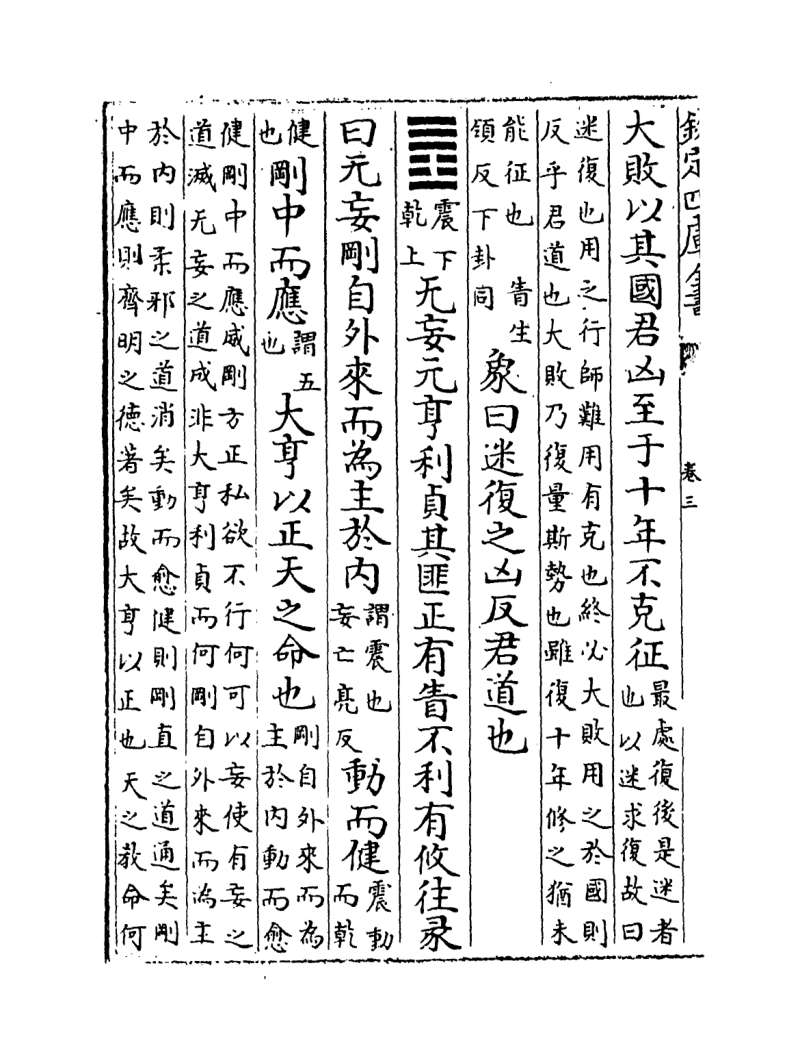 欽定四庫全書 卷三
大敗以其國君凶至于十年不克征最處復後是迷者也以迷求復故曰
迷復也用之行師難用有克也終必大敗用之於國則
反乎君道也大敗乃復量斯勢也雖復十年修之猶未
能征也 眚生領反下卦同象曰迷復之凶反君道也
䷘震下乾上无妄元亨利貞其匪正有眚不利有攸往彖
曰无妄剛自外來而為主於內謂震也妄亡亮反動而健震動而乾
健也剛中而應謂五也大亨以正天之命也剛自外來而為主於內動而愈
健剛中而應威剛方正私欲不行何可以妄使有妄之
道滅无妄之道成非大亨利貞而何剛自外來而為主
於內則柔邪之道消矣動而愈健則剛直之道通矣剛
中而應則齊明之德著矣故大亨以正也天之教命何